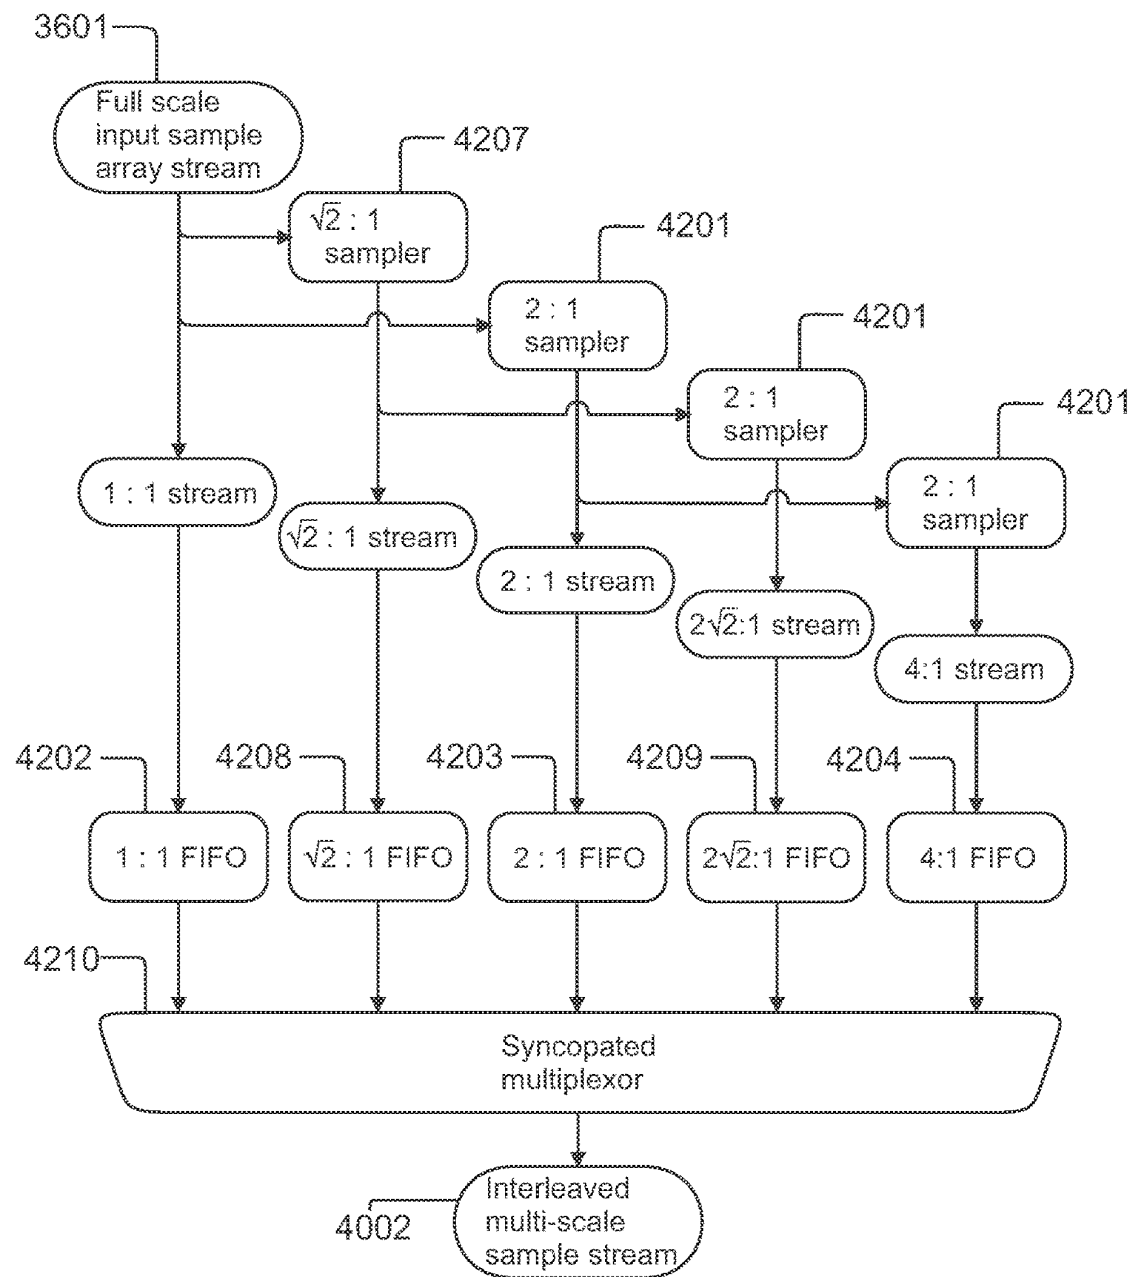 3601
Full scale
input sample
array stream
4207
√2 : 1
sampler
4201
2 : 1
sampler
4201
2 : 1
sampler
4201
2 : 1
sampler
1 : 1 stream
√2 : 1 stream
2 : 1 stream
2√2:1 stream
4:1 stream
4202
4208
4203
4209
4204
1 : 1 FIFO
√2 : 1 FIFO
2 : 1 FIFO
2√2:1 FIFO
4:1 FIFO
4210
Syncopated
multiplexor
4002
Interleaved
multi-scale
sample stream